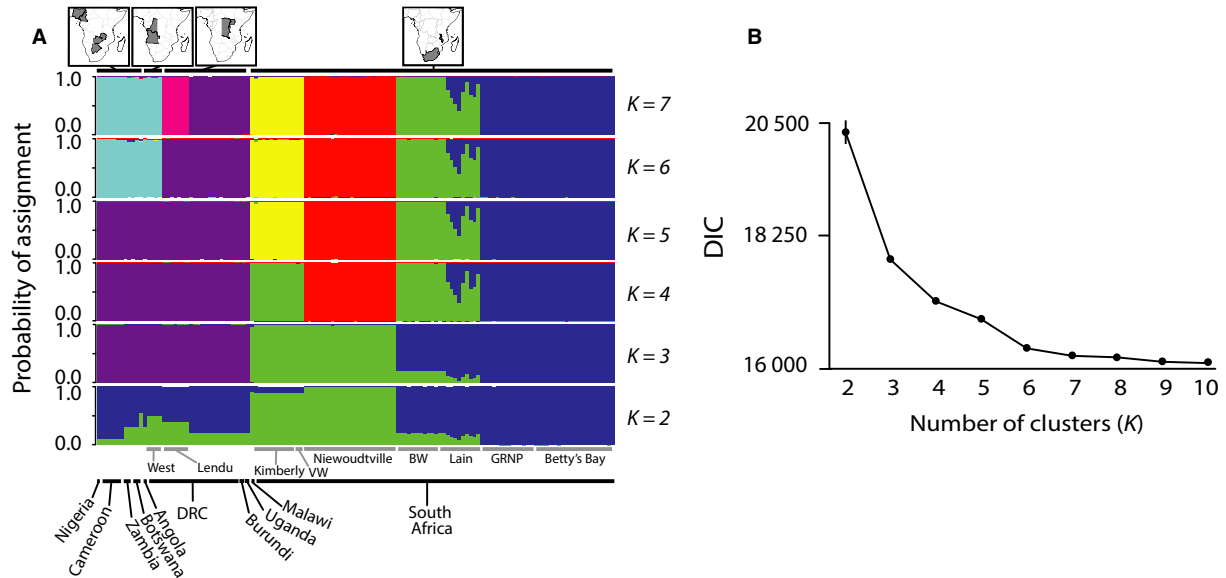 A
B
Probability of assignment
1.0
0.0
K = 7
1.0
0.0
K = 6
1.0
0.0
K = 5
1.0
0.0
K = 4
1.0
0.0
K = 3
1.0
0.0
K = 2
West
Lendu
Kimberly
VW
Niewoudtville
BW
Lain
GRNP
Betty's Bay
Nigeria
Cameroon
Zambia
Botswana
Angola
DRC
Burundi
Uganda
Malawi
South
Africa
DIC
20 500
18 250
16 000
2 3 4 5 6 7 8 9 10
Number of clusters (K)